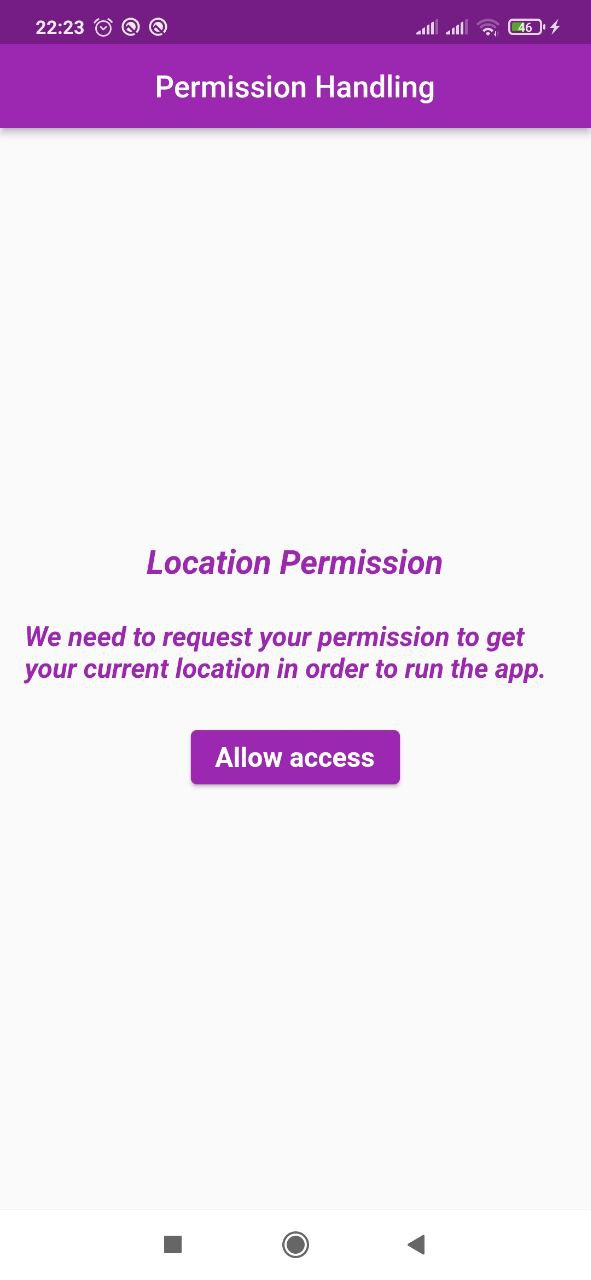 22:23
46
Permission Handling
Location Permission
We need to request your permission to get
your current location in order to run the app.
Allow access